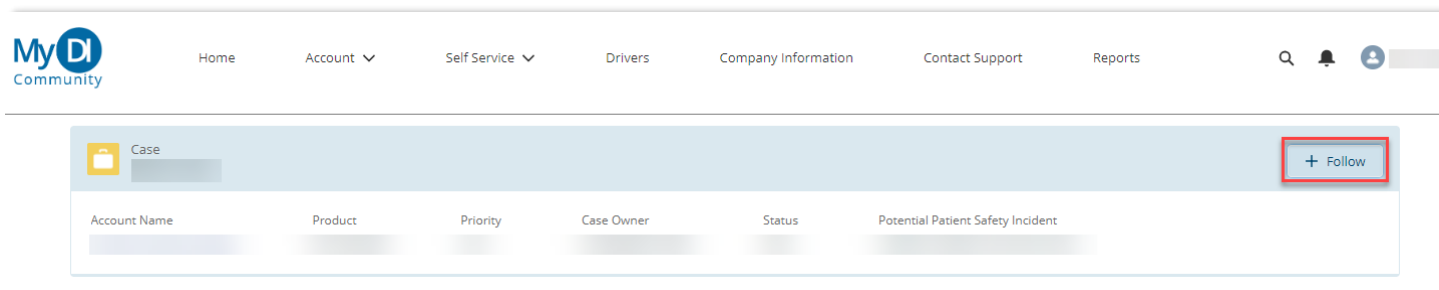 My DI
Community
Home Account Self Service Drivers Company Information Contact Support Reports
Case
+ Follow
Account Name Product Priority Case Owner Status Potential Patient Safety Incident